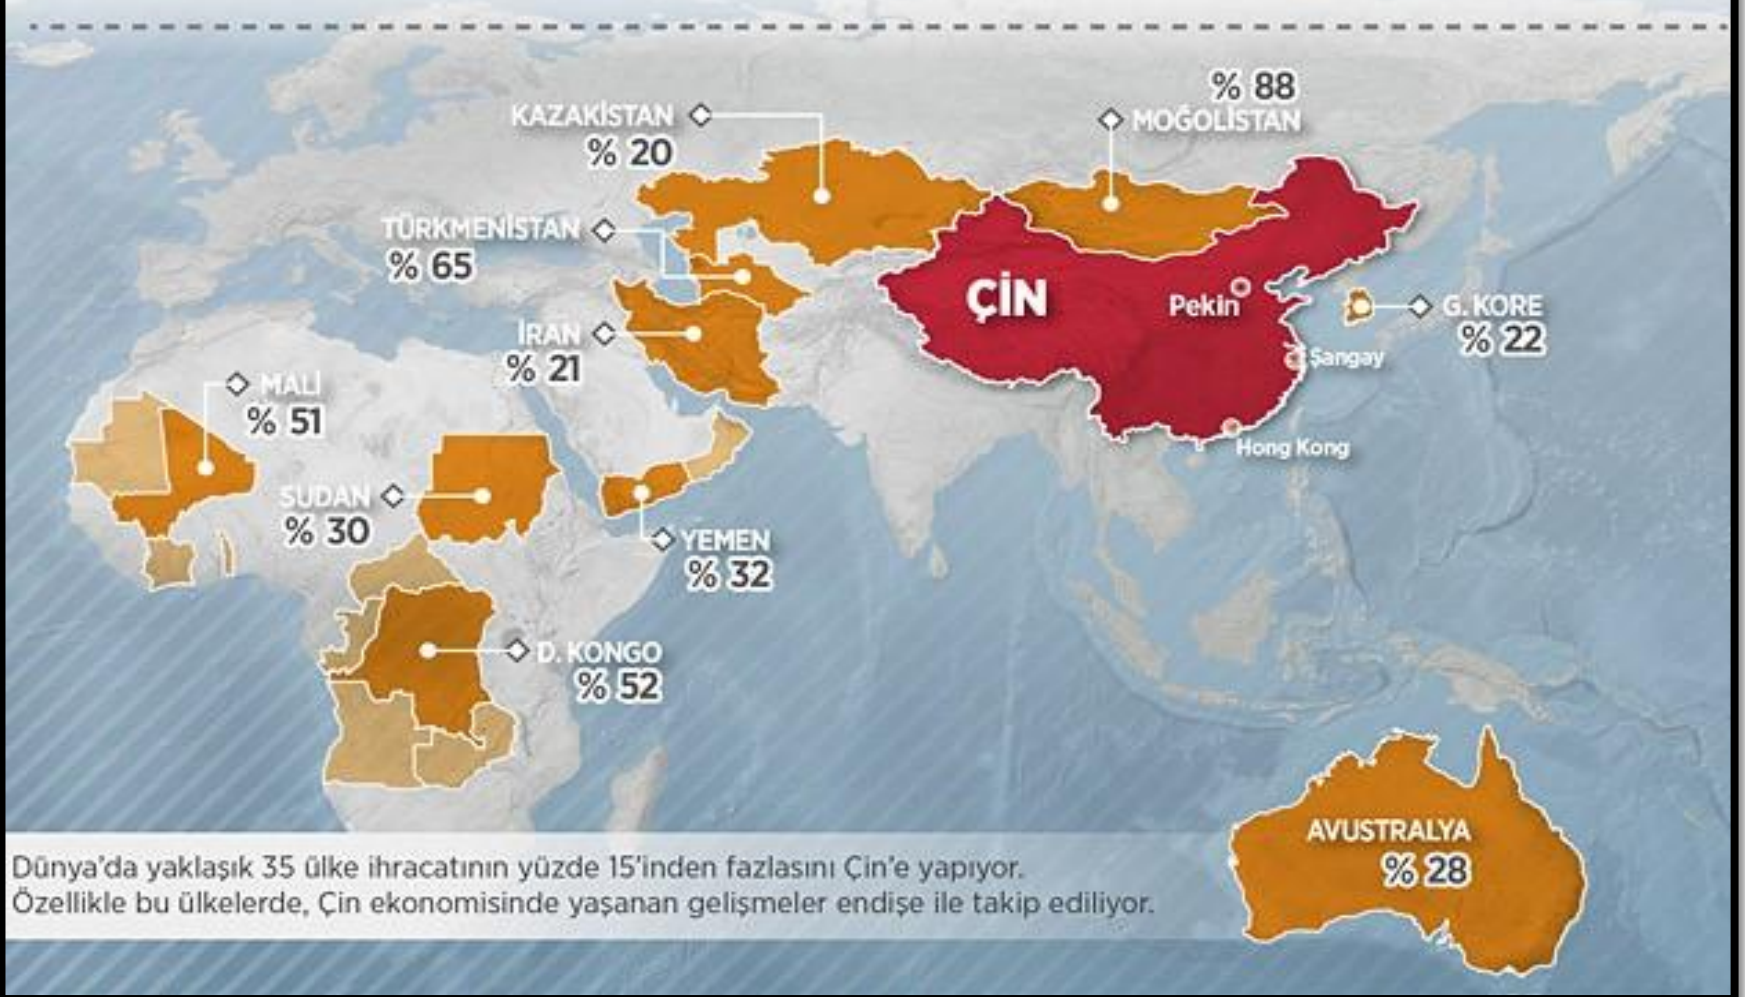 % 88
KAZAKİSTAN
% 20
MOĞOLİSTAN
TÜRKMENİSTAN
% 65
ÇİN
Pekin
G. KORE
% 22
İRAN
% 21
Şangay
MALİ
% 51
Hong Kong
SUDAN
% 30
YEMEN
% 32
D. KONGO
% 52
AVUSTRALYA
% 28
Dünya'da yaklaşık 35 ülke ihracatının yüzde 15'inden fazlasını Çin'e yapıyor.
Özellikle bu ülkelerde, Çin ekonomisinde yaşanan gelişmeler endişe ile takip ediliyor.